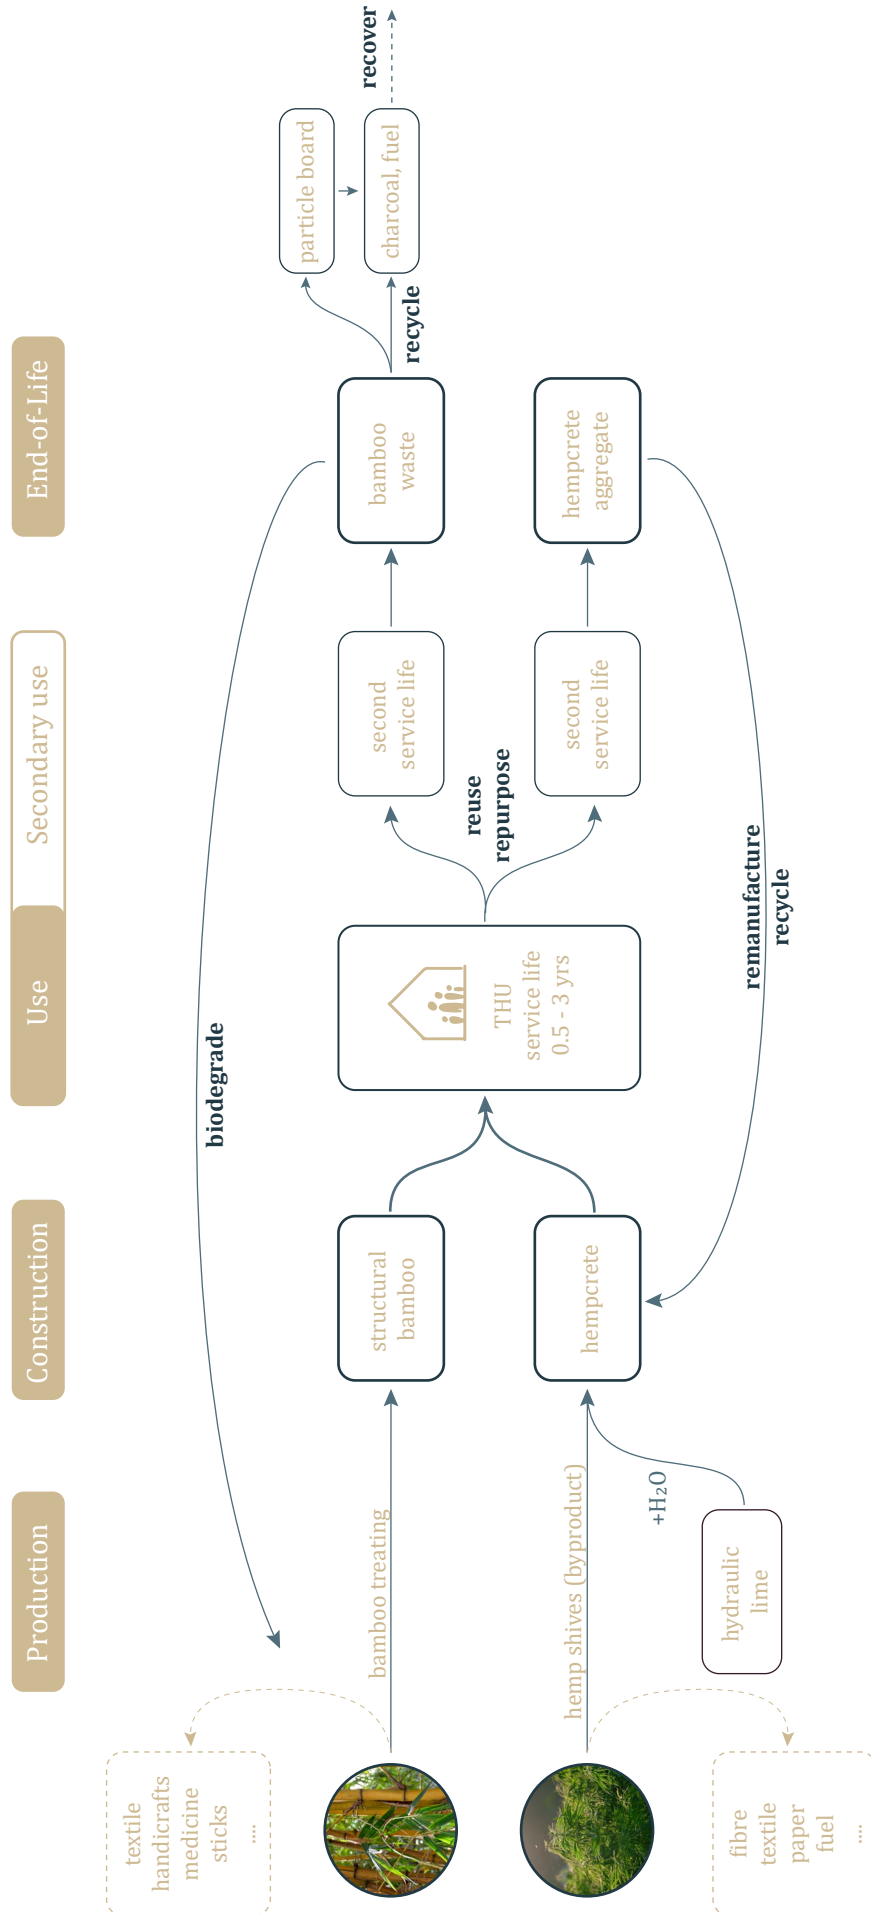 Production
Construction
Use
Secondary use
End-of-Life
textile
handicrafts
medicine
sticks
....
biodegrade
bamboo treating
structural
bamboo
second
service life
bamboo
waste
particle board
charcoal, fuel
recycle
recover
THU
service life
0.5 - 3 yrs
reuse
repurpose
hemp shives (byproduct)
+H₂O
hydraulic
lime
hempcrete
second
service life
hempcrete
aggregate
remanufacture
recycle
fibre
textile
paper
fuel
....